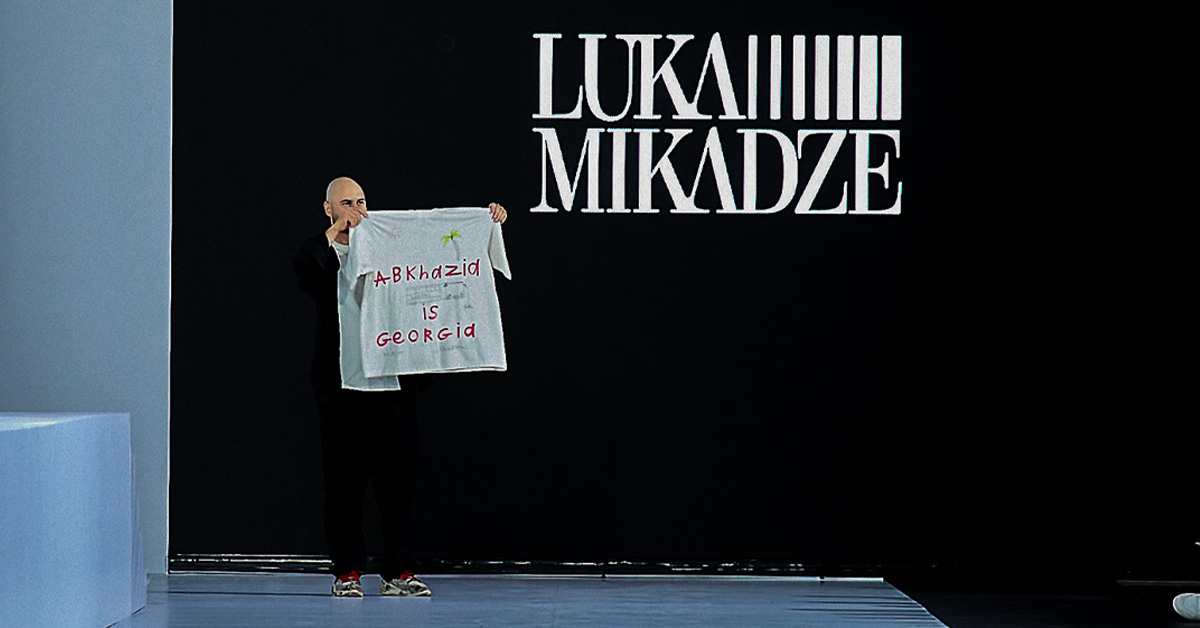 LUKA
MIKADZE
ABKhazia
is
GeoRGia